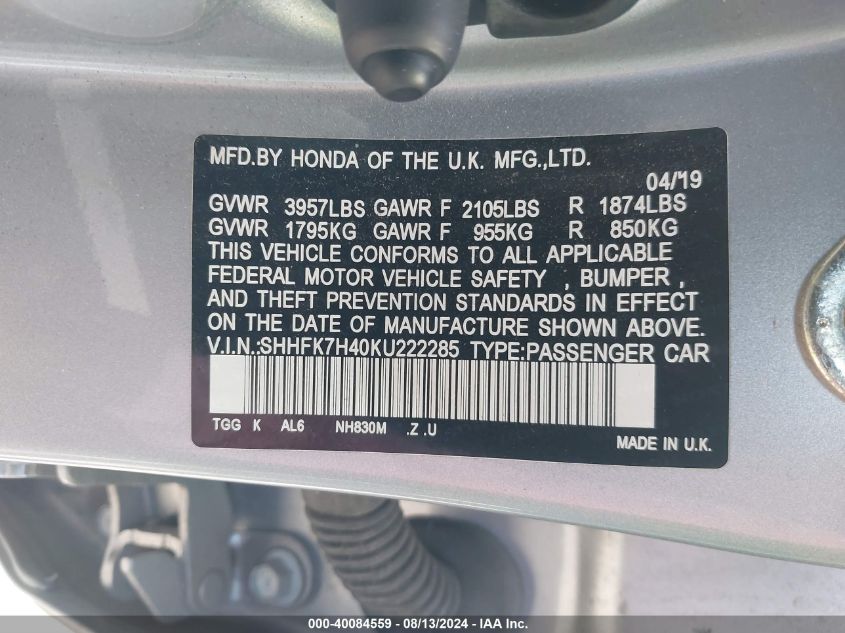 MFD.BY HONDA OF THE U.K. MFG.,LTD.
04/'19
GVWR 3957LBS GAWR F 2105LBS R 1874LBS
GVWR 1795KG GAWR F 955KG R 850KG
THIS VEHICLE CONFORMS TO ALL APPLICABLE
FEDERAL MOTOR VEHICLE SAFETY , BUMPER ,
AND THEFT PREVENTION STANDARDS IN EFFECT
ON THE DATE OF MANUFACTURE SHOWN ABOVE.
V.I.N.:SHHFK7H40KU222285 TYPE:PASSENGER CAR
TGG K AL6 NH830M .Z .U
MADE IN U.K.
000-40084559 — 08/13/2024 — IAA Inc.